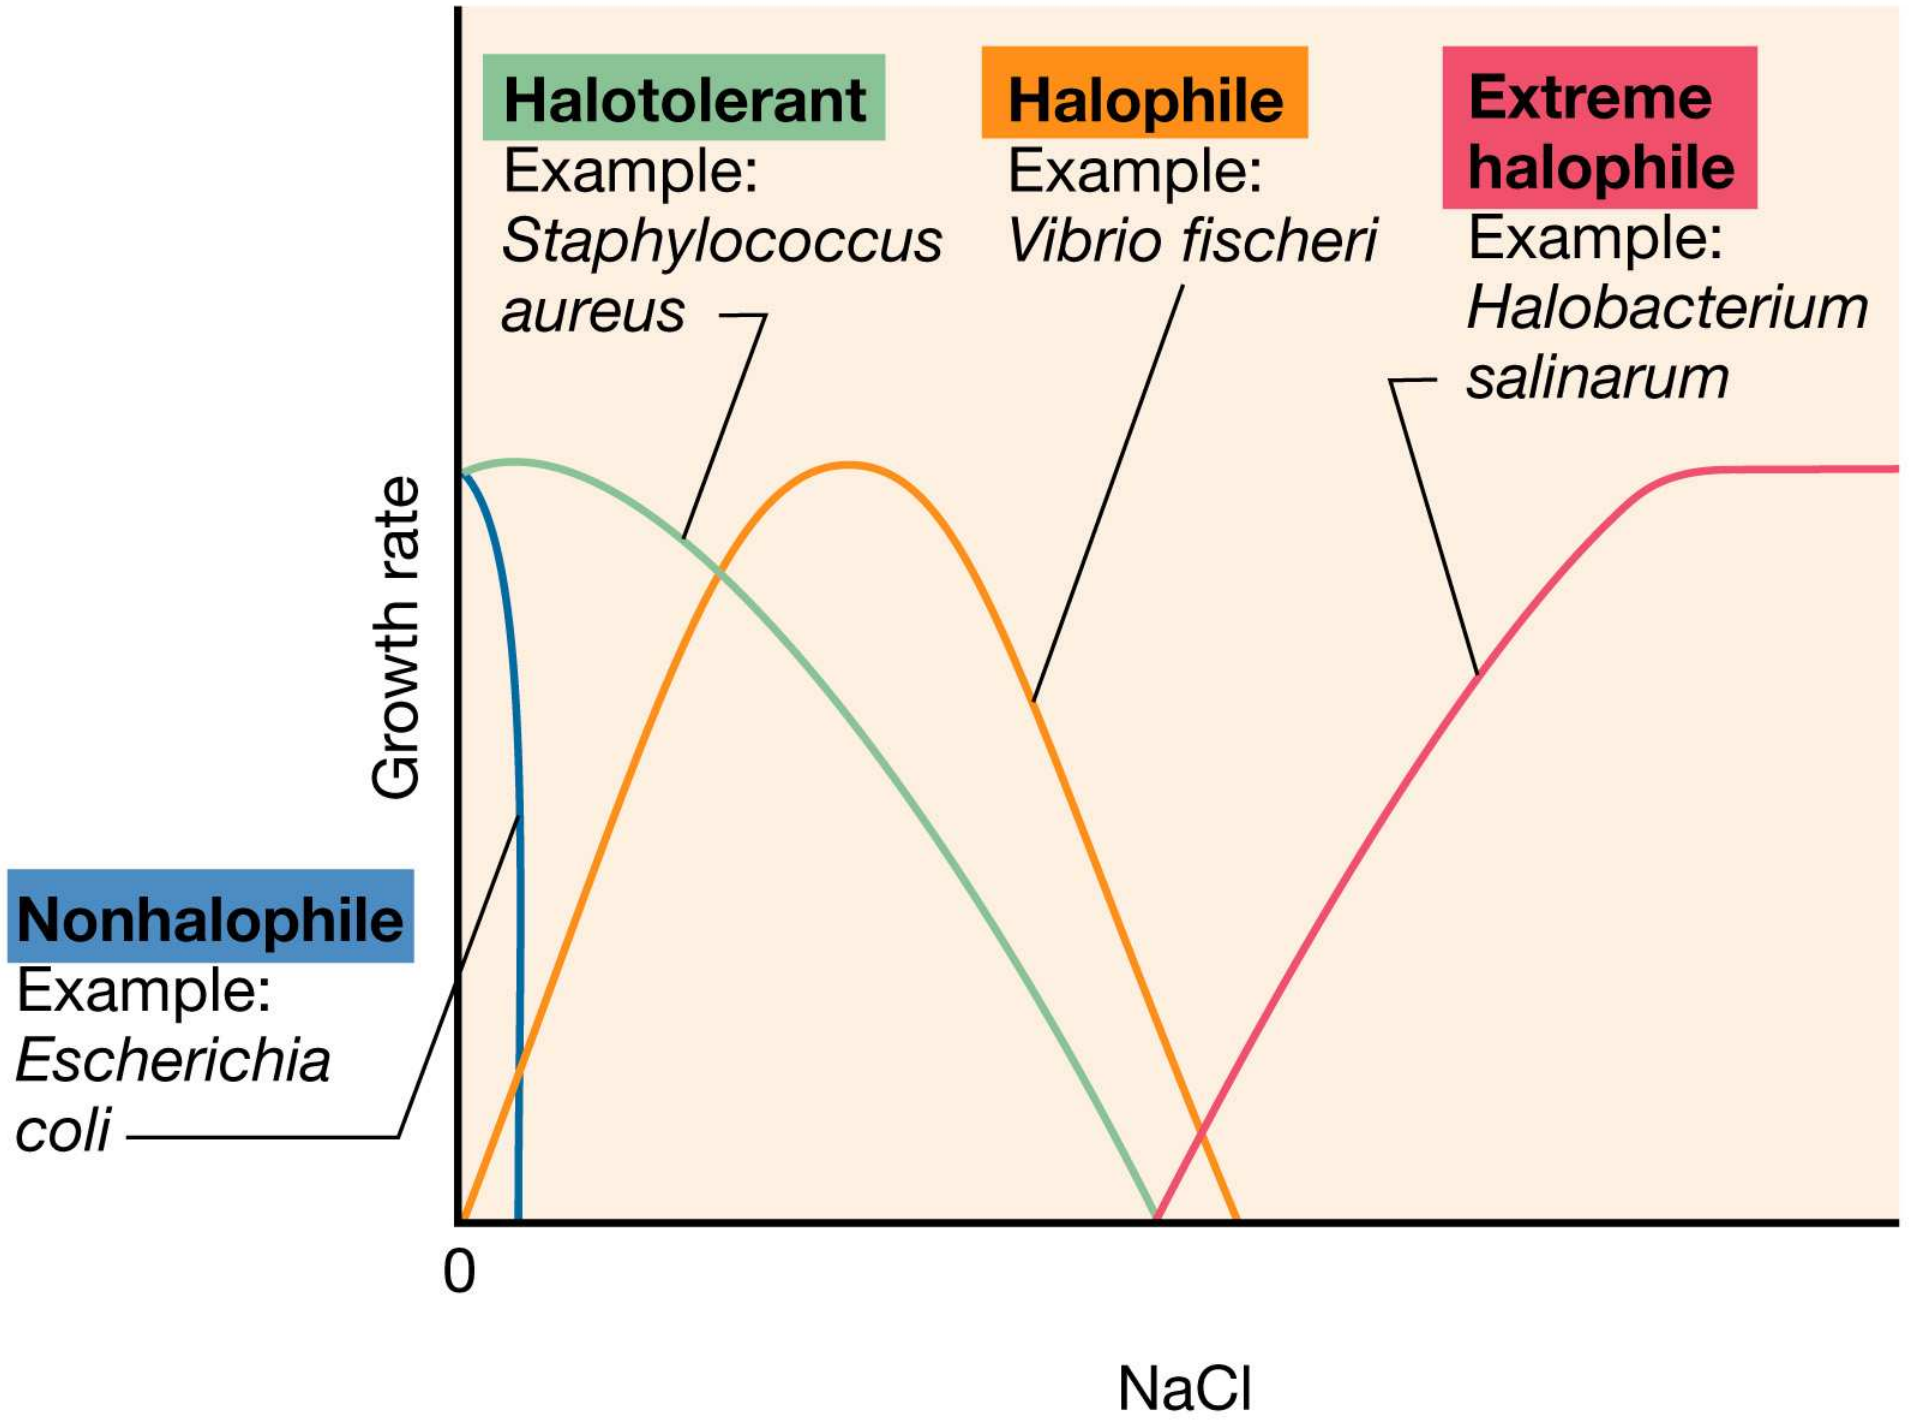 Halotolerant
Example:
Staphylococcus
aureus
Halophile
Example:
Vibrio fischeri
Extreme
halophile
Example:
Halobacterium
salinarum
Growth rate
Nonhalophile
Example:
Escherichia
coli
0
NaCl